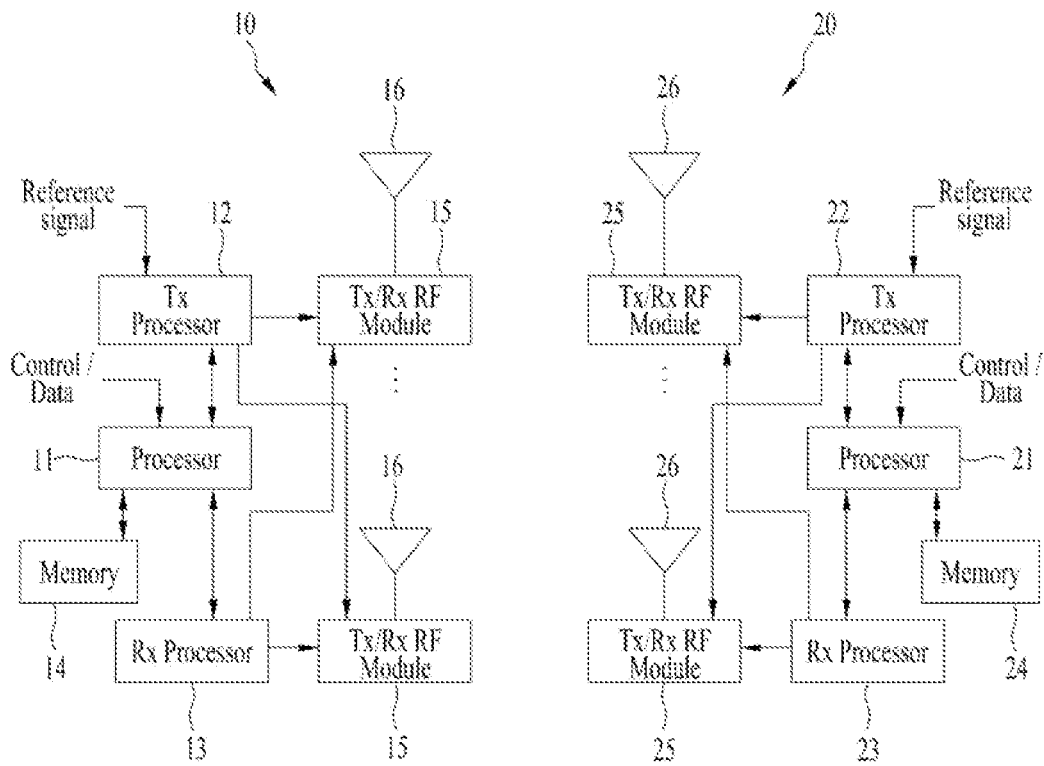 10
20
16
26
Reference
signal
12
15
25
22
Reference
signal
Tx
Processor
Tx/Rx RF
Module
Tx/Rx RF
Module
Tx
Processor
Control /
Data
Control /
Data
11
Processor
16
26
Processor
21
Memory
Memory
14
Rx Processor
Tx/Rx RF
Module
Tx/Rx RF
Module
Rx Processor
24
13
15
25
23